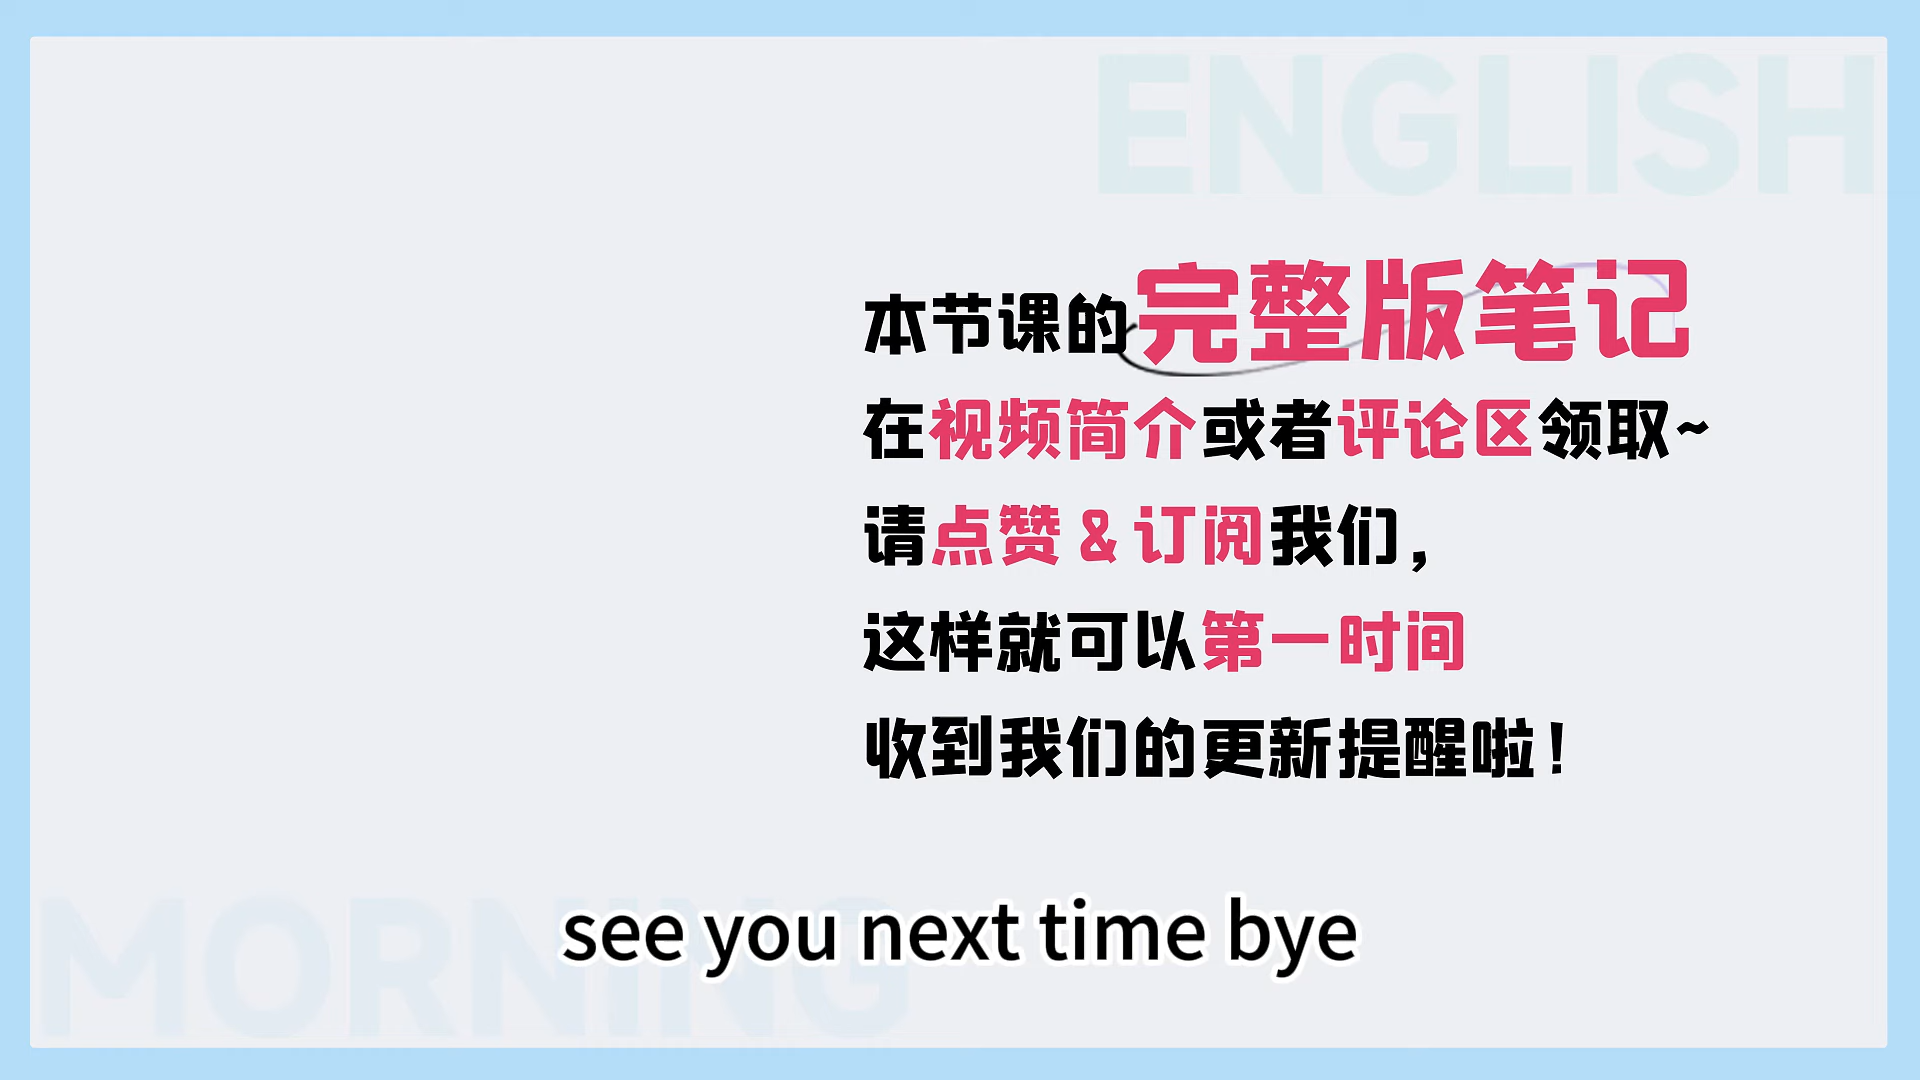 ENGLISH
本节课的完整版笔记
在视频简介或者评论区领取~
请点赞&订阅我们，
这样就可以第一时间
收到我们的更新提醒啦！
MORNING
see you next time bye